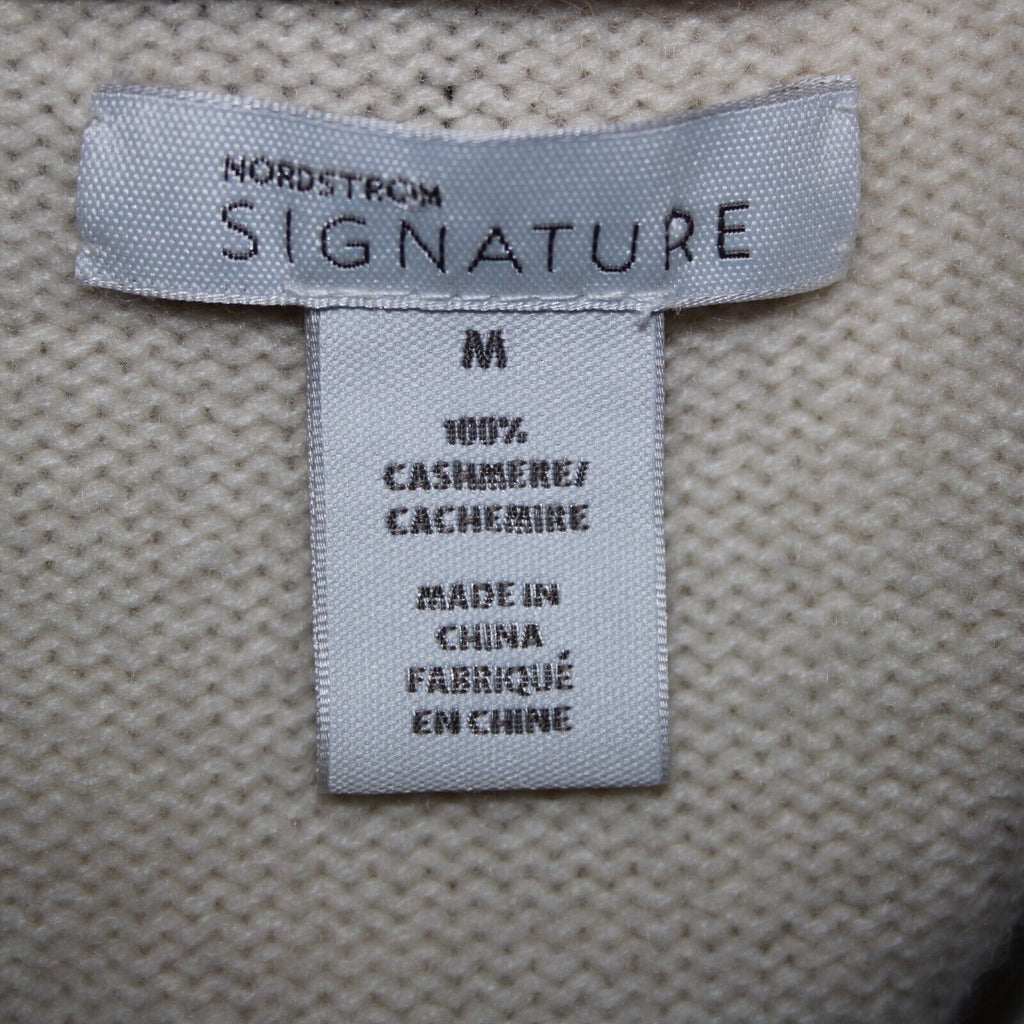 NORDSTROM
SIGNATURE
M
100%
CASHMERE/
CACHEMIRE
MADE IN
CHINA
FABRIQUÉ
EN CHINE